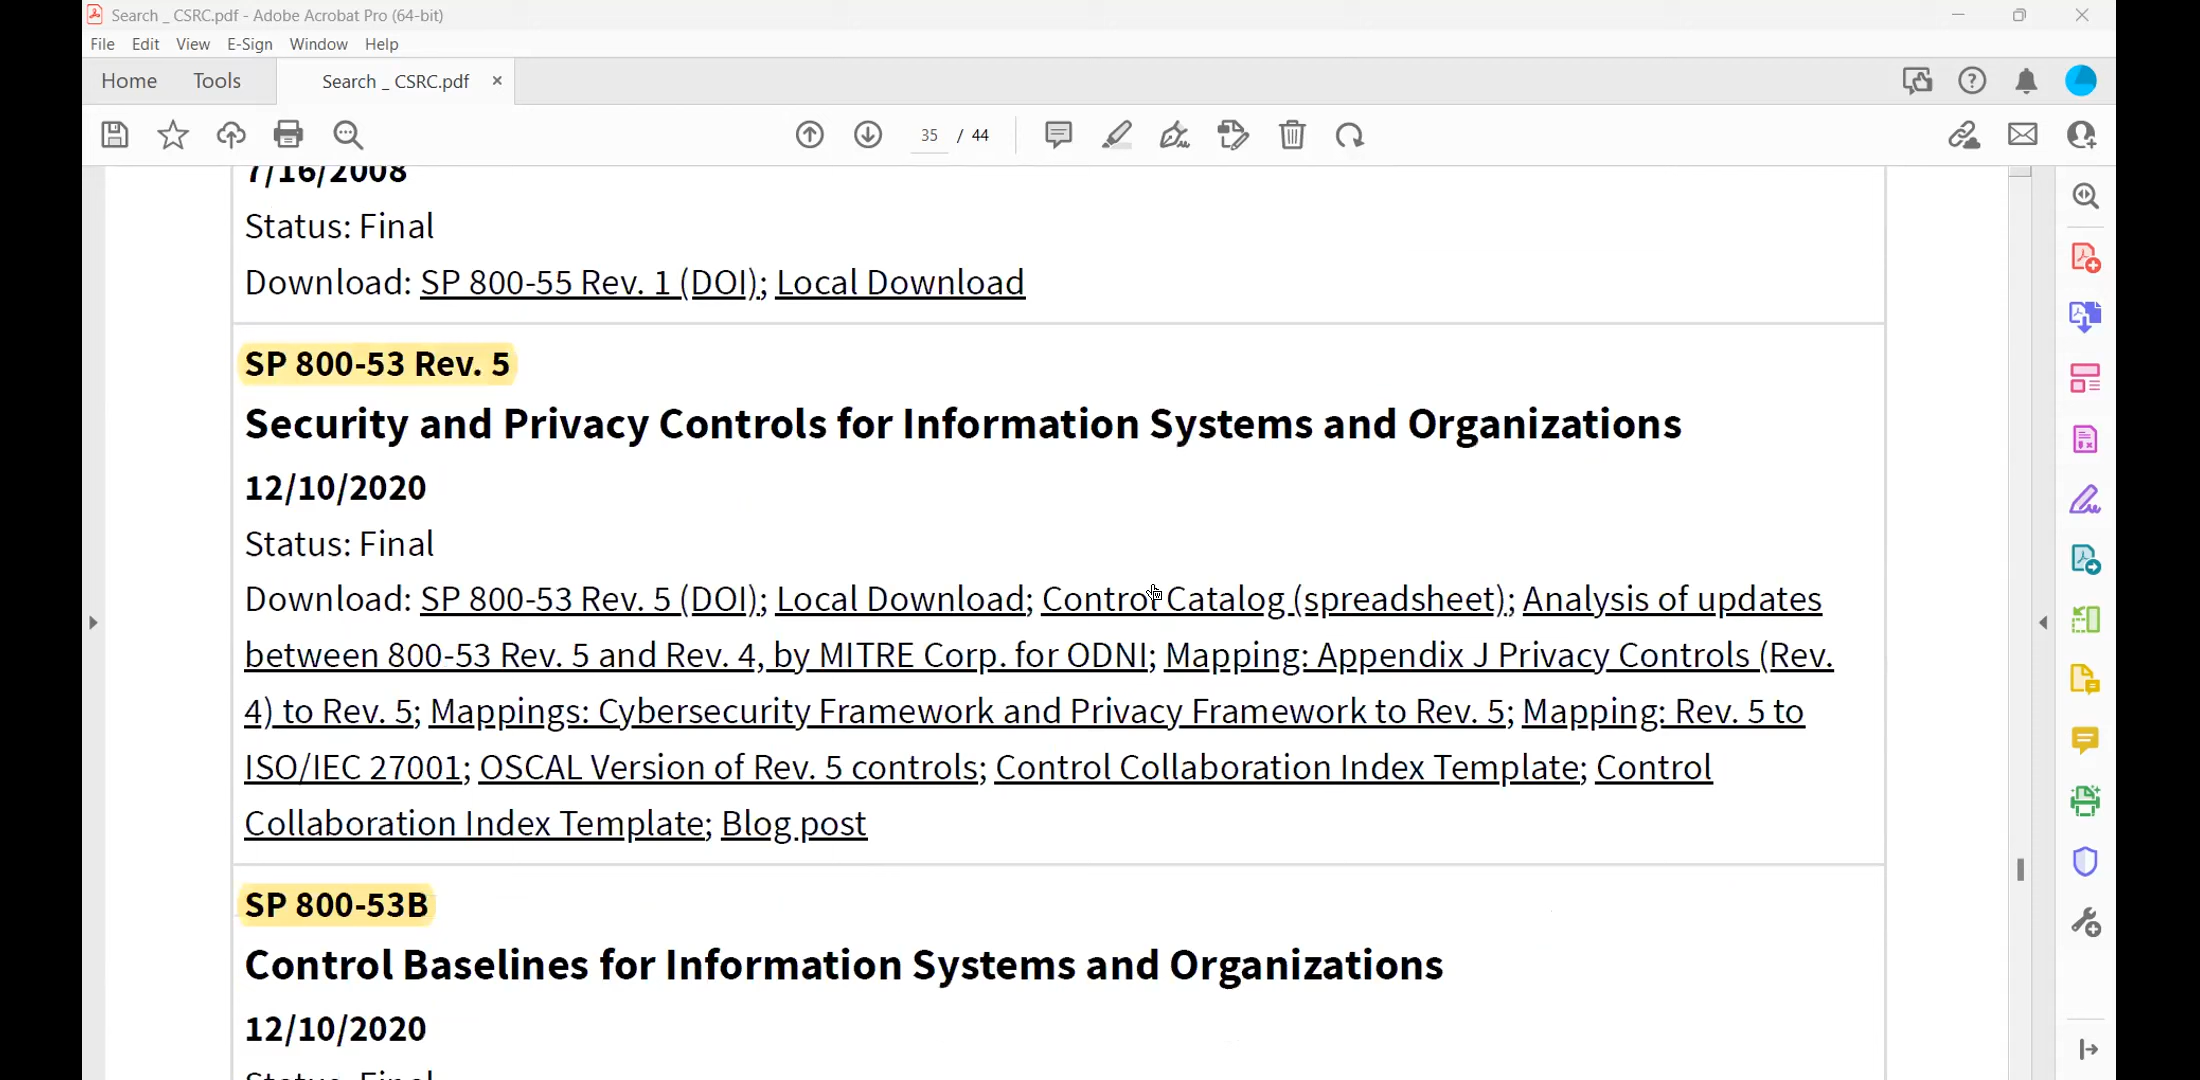 Search _ CSRC.pdf - Adobe Acrobat Pro (64-bit)
File Edit View E-Sign Window Help
Home Tools Search _ CSRC.pdf ×
35 / 44
7/16/2008
Status: Final
Download: SP 800-55 Rev. 1 (DOI); Local Download
SP 800-53 Rev. 5
Security and Privacy Controls for Information Systems and Organizations
12/10/2020
Status: Final
Download: SP 800-53 Rev. 5 (DOI); Local Download; Control Catalog (spreadsheet); Analysis of updates
between 800-53 Rev. 5 and Rev. 4, by MITRE Corp. for ODNI; Mapping: Appendix J Privacy Controls (Rev.
4) to Rev. 5; Mappings: Cybersecurity Framework and Privacy Framework to Rev. 5; Mapping: Rev. 5 to
ISO/IEC 27001; OSCAL Version of Rev. 5 controls; Control Collaboration Index Template; Control
Collaboration Index Template; Blog post
SP 800-53B
Control Baselines for Information Systems and Organizations
12/10/2020
Status: Final